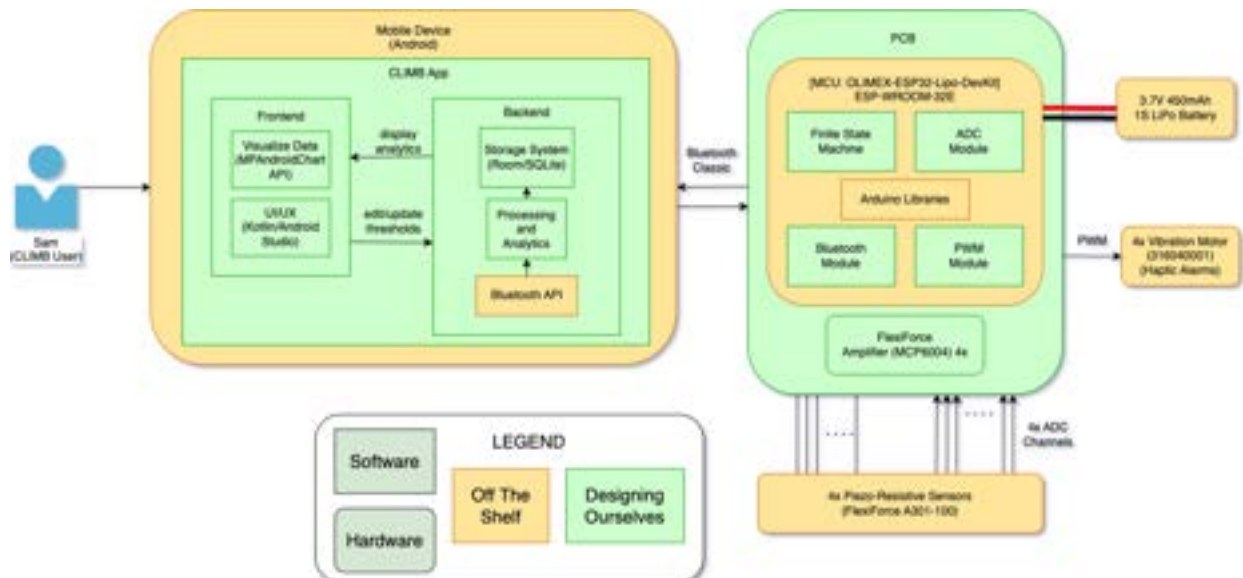 Mobile Device
(Android)
CLIMB App
Frontend
Visualize Data
(MPAndroidChart
API)
UI/UX
(Kotlin/Android
Studio)
display
analytics
edit/update
thresholds
Backend
Storage System
(Room/SQLite)
Processing
and
Analytics
Bluetooth API
Sam
(CLIMB User)
Bluetooth
Classic
PCB
[MCU: OLIMEX-ESP32-Lipo-DevKit]
ESP-WROOM-32E
Finite State
Machine
ADC
Module
Arduino Libraries
Bluetooth
Module
PWM
Module
FlexiForce
Amplifier (MCP6004) 4x
3.7V 450mAh
1S LiPo Battery
PWM
4x Vibration Motor
(316040001)
(Haptic Alarms)
4x ADC
Channels
4x Piezo-Resistive Sensors
(FlexiForce A301-100)
LEGEND
Software
Hardware
Off The
Shelf
Designing
Ourselves